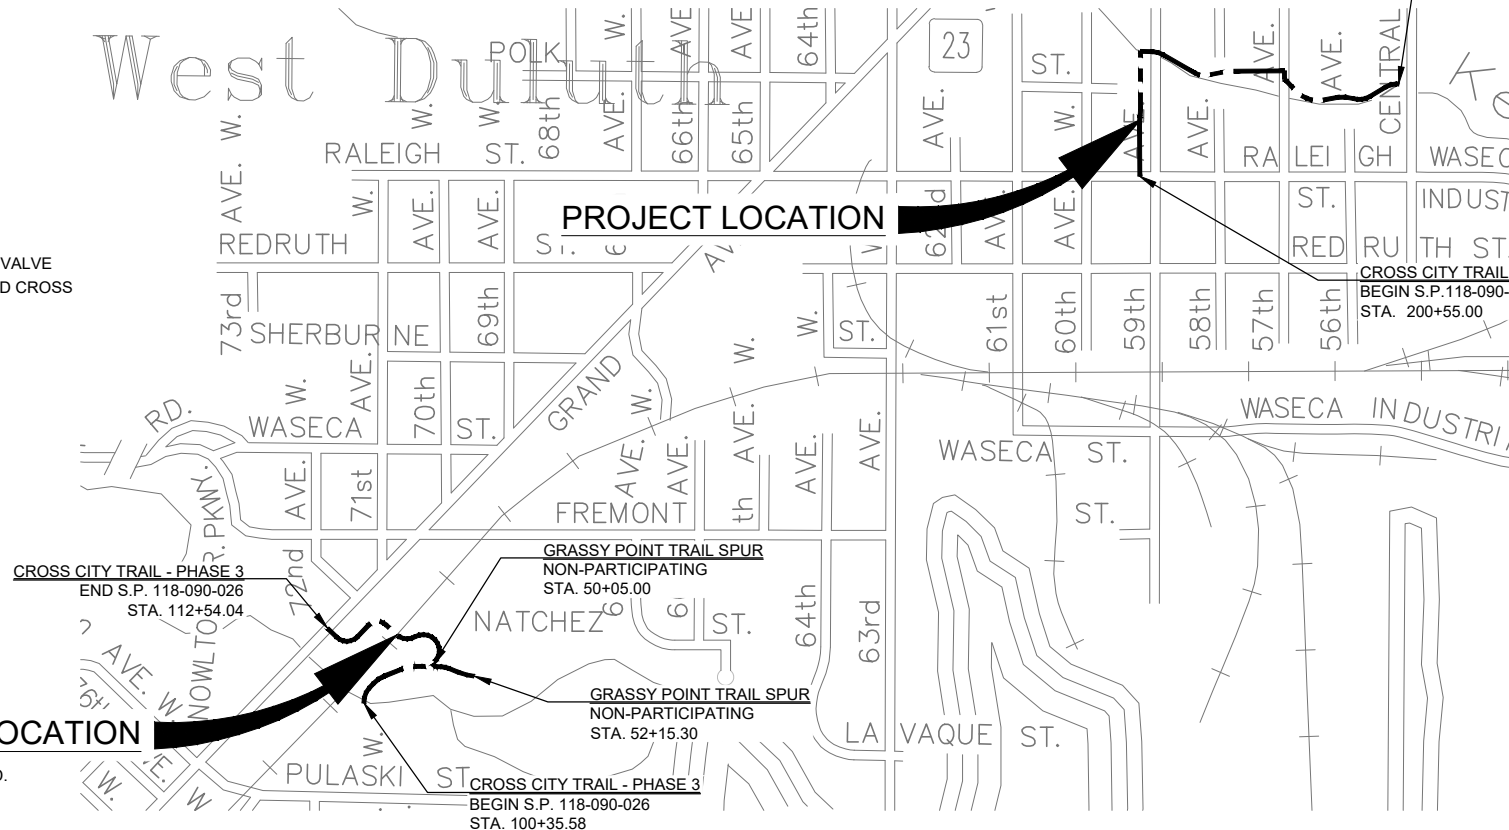 West Duluth
POLK
ST.
23
64th
68th
AVE.
66th
AVE
65th
AVE
W.
W.
W.
AVE.
W.
AVE
AVE.
AVE.
AVE.
CENTRAL
RALEIGH ST.
RA LEI GH
WASEC
ST.
INDUST
73rd
AVE. W.
W.
AVE.
AVE.
PROJECT LOCATION
62nd
AVE.
AVE.
REDRUTH ST.
RED RU TH ST.
VALVE
D CROSS
CROSS CITY TRAIL
BEGIN S.P.118-090-
STA. 200+55.00
69th
61st
60th
59th
58th
57th
56th
SHERBUR NE
ST.
W.
W.
GRAND
AV
RD.
W.
AVE.
70th
WASECA ST.
W.
AVE.
AVE.
AVE. W.
AVE.
AVE.
WASECA INDUSTRI
WASECA ST.
AVE.
71st
FREMONT
th
ST.
72nd
R. PKWY.
NOWLTO
GRASSY POINT TRAIL SPUR
NON-PARTICIPATING
STA. 50+05.00
CROSS CITY TRAIL - PHASE 3
END S.P. 118-090-026
STA. 112+54.04
NATCHEZ
ST.
64th
63rd
AVE. W.
GRASSY POINT TRAIL SPUR
NON-PARTICIPATING
STA. 52+15.30
OCATION
LA VAQUE ST.
W.
PULASKI ST
W.
W
CROSS CITY TRAIL - PHASE 3
BEGIN S.P. 118-090-026
STA. 100+35.58